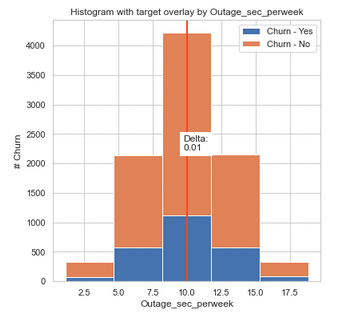 Histogram with target overlay by Outage_sec_perweek
Churn - Yes
Churn - No
# Churn
4000
3500
3000
2500
2000
1500
1000
500
0
Delta:
0.01
2.5 5.0 7.5 10.0 12.5 15.0 17.5
Outage_sec_perweek